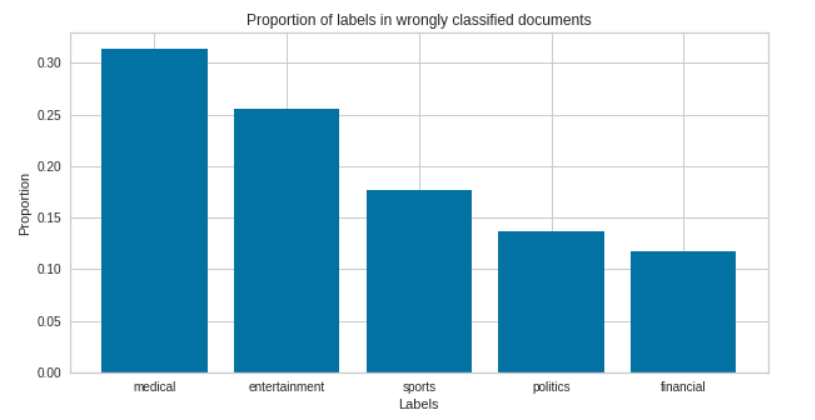 Proportion of labels in wrongly classified documents
0.30
0.25
0.20
0.15
0.10
0.05
0.00
Proportion
medical entertainment sports politics financial
Labels